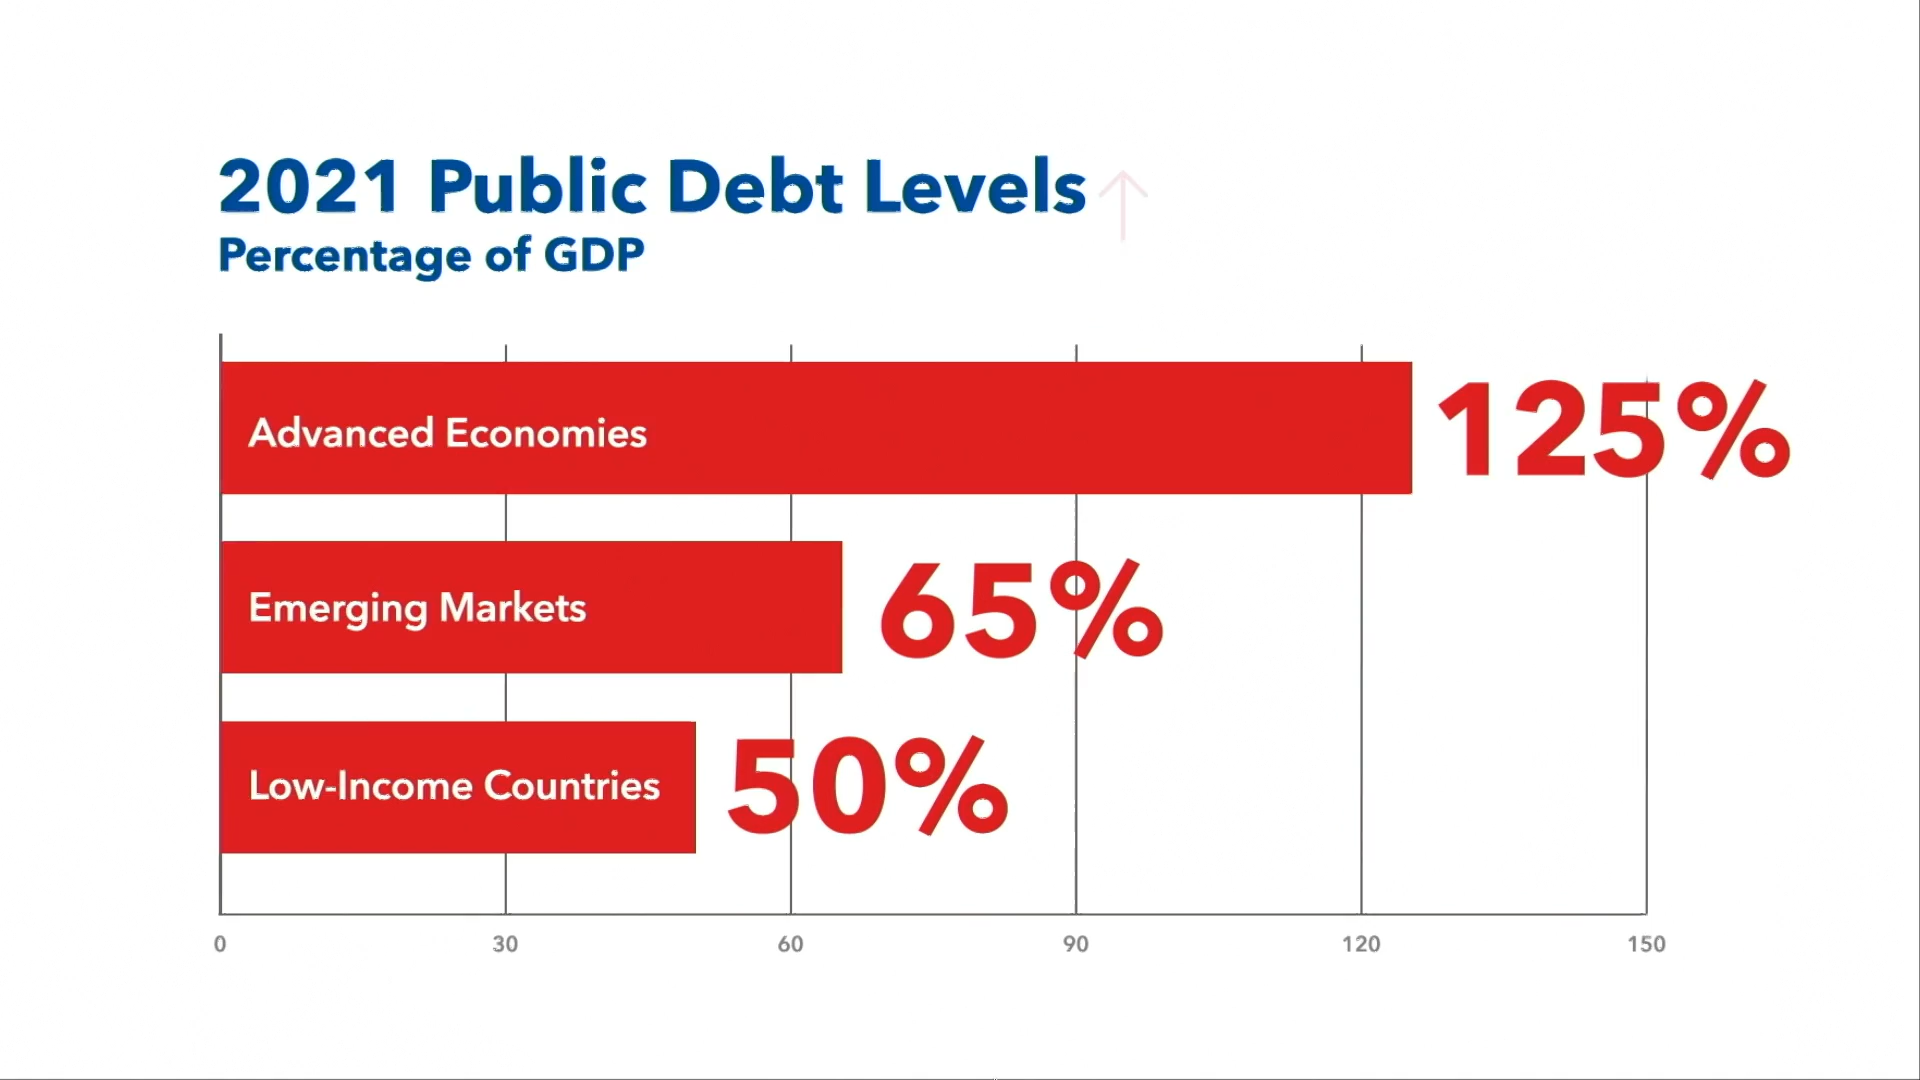 2021 Public Debt Levels
Percentage of GDP
Advanced Economies 125%
Emerging Markets 65%
Low-Income Countries 50%
0 30 60 90 120 150